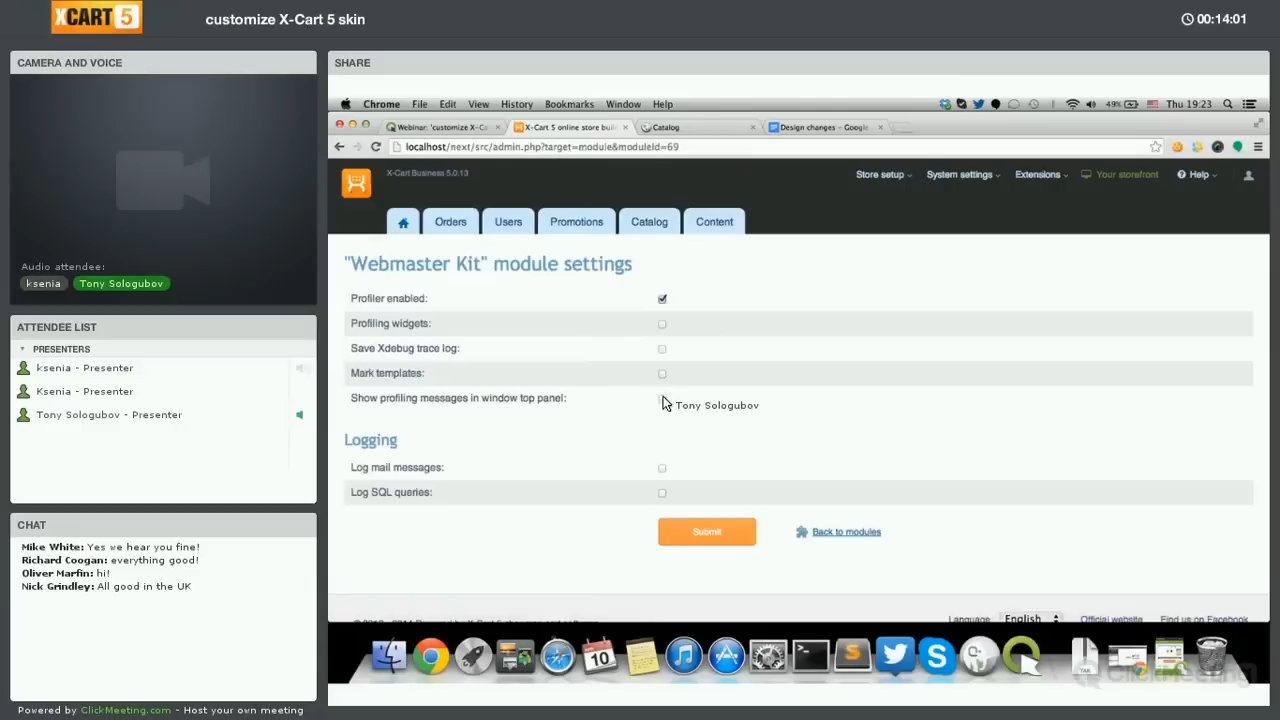 XCART 5
customize X-Cart 5 skin
00:14:01
CAMERA AND VOICE
Audio attendee:
ksenia
Tony Sologubov
ATTENDEE LIST
PRESENTERS
ksenia - Presenter
Ksenia - Presenter
Tony Sologubov - Presenter
CHAT
Mike White: Yes we hear you fine!
Richard Coogan: everything good!
Oliver Marfin: hi!
Nick Grindley: All good in the UK
Powered by ClickMeeting.com - Host your own meeting
SHARE
Chrome File Edit View History Bookmarks Window Help
49% Thu 19:23
Webinar: 'customize X-C
X-Cart 5 online store buil
Catalog
Design changes - Google
localhost/next/src/admin.php?target=module&moduleId=69
X-Cart Business 5.0.13
Store setup
System settings
Extensions
Your storefront
Help
Orders
Users
Promotions
Catalog
Content
"Webmaster Kit" module settings
Profiler enabled:
Profiling widgets:
Save Xdebug trace log:
Mark templates:
Show profiling messages in window top panel:
Tony Sologubov
Logging
Log mail messages:
Log SQL queries:
Submit
Back to modules
Language
English
Official website
Find us on Facebook
10
ClickMeeting